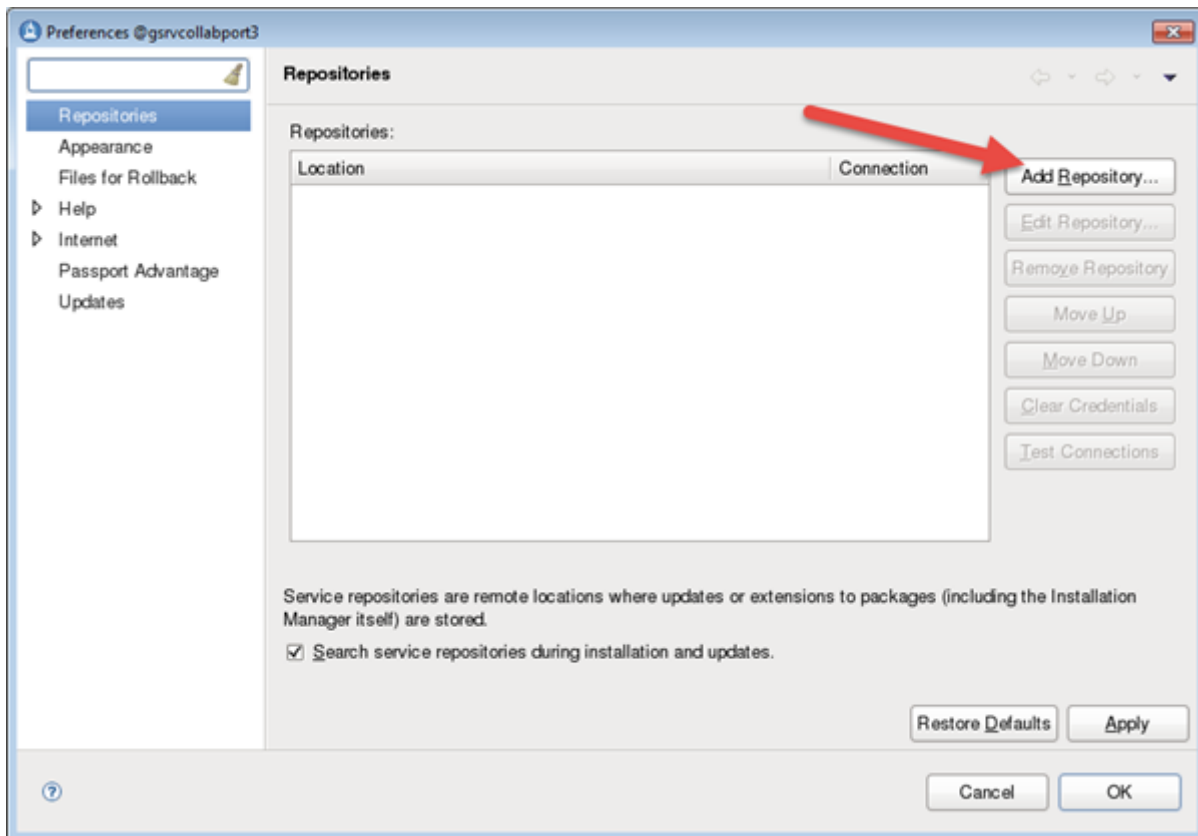 Preferences @gsrvcollabport3
Repositories
Repositories
Appearance
Files for Rollback
Help
Internet
Passport Advantage
Updates
Repositories:
Location Connection
Add Repository...
Edit Repository...
Remove Repository
Move Up
Move Down
Clear Credentials
Test Connections
Service repositories are remote locations where updates or extensions to packages (including the Installation
Manager itself) are stored.
Search service repositories during installation and updates.
Restore Defaults Apply
Cancel OK